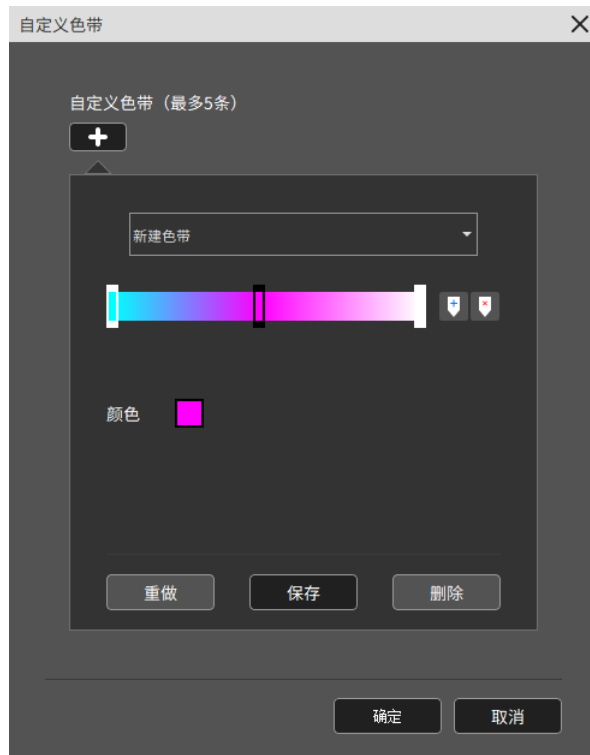 自定义色带
自定义色带（最多5条）
新建色带
颜色
重做 保存 删除
确定 取消